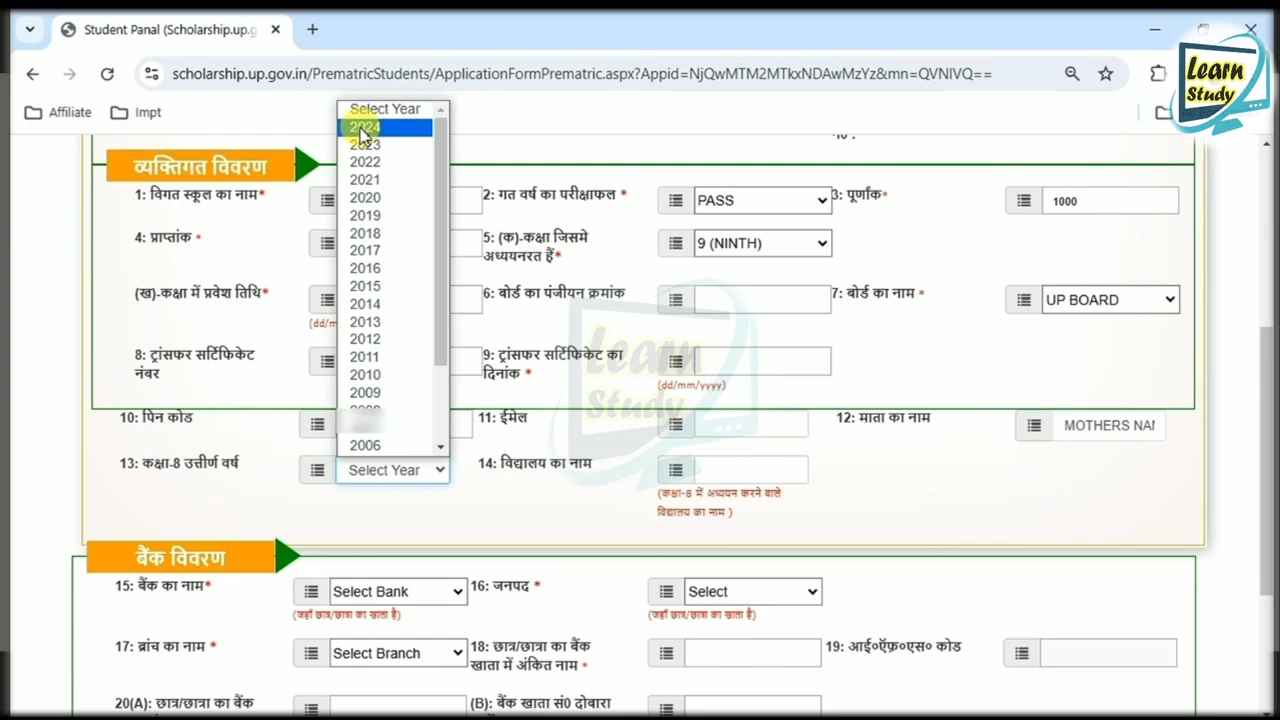 Student Panal (Scholarship.up.g
scholarship.up.gov.in/PrematricStudents/ApplicationFormPrematric.aspx?Appid=NjQwMTM2MTkxNDAwMzYz&mn=QVNIVQ==
Learn
Study
Affiliate
Impt
Select Year
2024
2023
2022
2021
2020
2019
2018
2017
2016
2015
2014
2013
2012
2011
2010
2009
2006
व्यक्तिगत विवरण
1: विगत स्कूल का नाम*
2: गत वर्ष का परीक्षाफल *
PASS
3: पूर्णांक*
1000
4: प्राप्तांक *
5: (क)-कक्षा जिसमे
अध्ययनरत हैं*
9 (NINTH)
(ख)-कक्षा में प्रवेश तिथि*
(dd/m
6: बोर्ड का पंजीयन क्रमांक
7: बोर्ड का नाम *
UP BOARD
8: ट्रांसफर सर्टिफिकेट
नंबर
9: ट्रांसफर सर्टिफिकेट का
दिनांक *
(dd/mm/yyyy)
Learn
Study
10: पिन कोड
11: ईमेल
12: माता का नाम
MOTHERS NA
13: कक्षा-8 उत्तीर्ण वर्ष
Select Year
14: विद्यालय का नाम
(कक्षा-8 में अध्ययन करने वाले
विद्यालय का नाम )
बैंक विवरण
15: बैंक का नाम*
Select Bank
(जहाँ छात्र/छात्रा का खाता है)
16: जनपद *
Select
(जहाँ छात्र/छात्रा का खाता है)
17: ब्रांच का नाम *
Select Branch
18: छात्र/छात्रा का बैंक
खाता में अंकित नाम *
19: आई०ऍफ़०एस० कोड
20(A): छात्र/छात्रा का बैंक
(B): बैंक खाता सं0 दोबारा